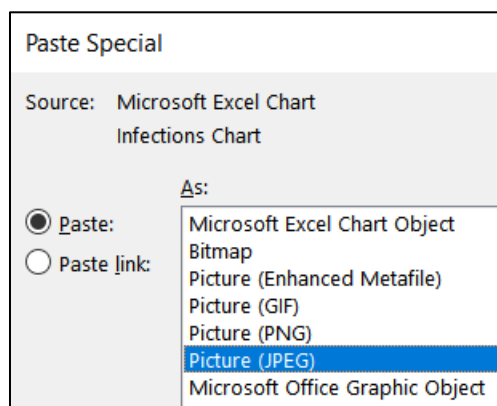 Paste Special
Source: Microsoft Excel Chart
Infections Chart
As:
Paste:
Paste link:
Microsoft Excel Chart Object
Bitmap
Picture (Enhanced Metafile)
Picture (GIF)
Picture (PNG)
Picture (JPEG)
Microsoft Office Graphic Object